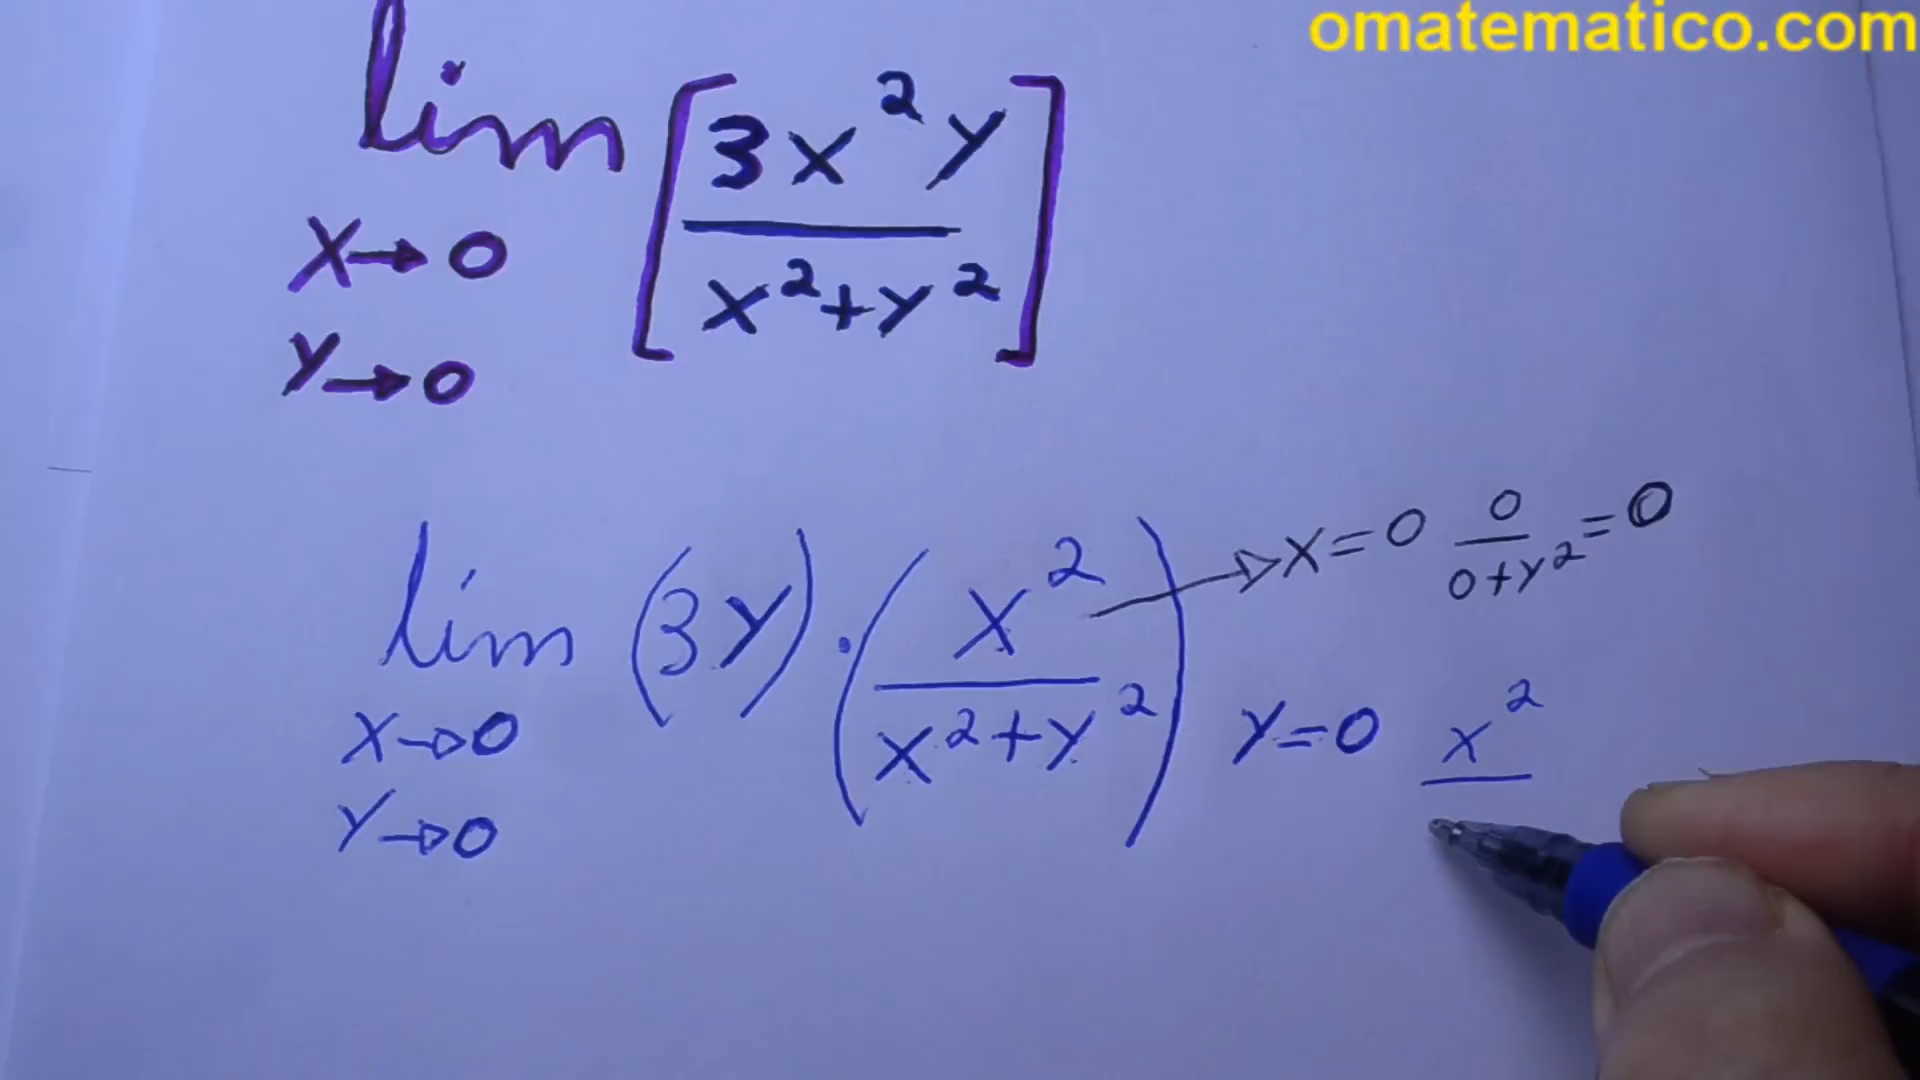 omatematico.com
lim [3x²y / x²+y²]
x→0
y→0
lim (3y)·(x² / x²+y²) → x=0 0/0+y²=0
x→0
y→0
y=0 x²